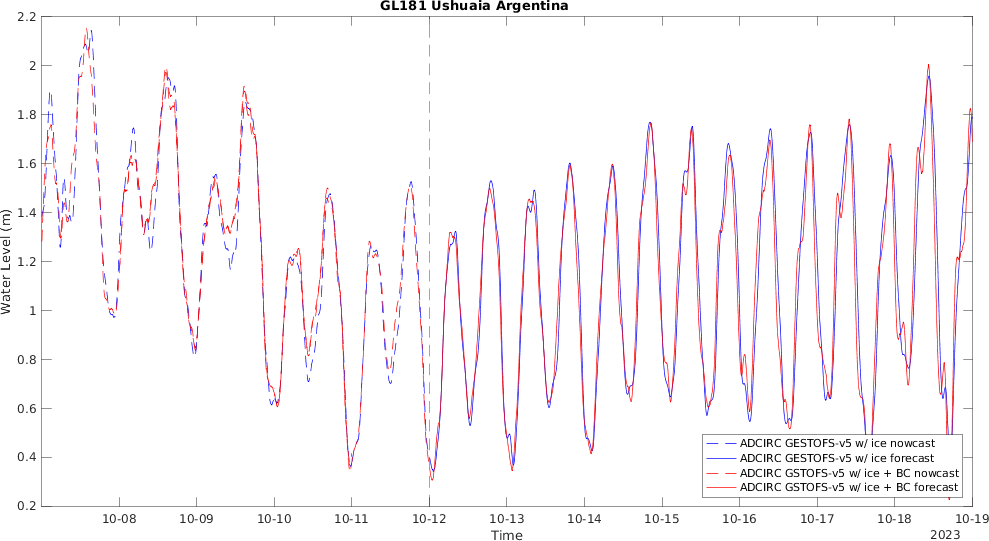 GL181 Ushuaia Argentina
2.2
2
1.8
1.6
1.4
1.2
1
0.8
0.6
0.4
0.2
Water Level (m)
ADCIRC GESTOFS-v5 w/ ice nowcast
ADCIRC GESTOFS-v5 w/ ice forecast
ADCIRC GSTOFS-v5 w/ ice + BC nowcast
ADCIRC GSTOFS-v5 w/ ice + BC forecast
10-08 10-09 10-10 10-11 10-12 10-13 10-14 10-15 10-16 10-17 10-18 10-19
Time
2023